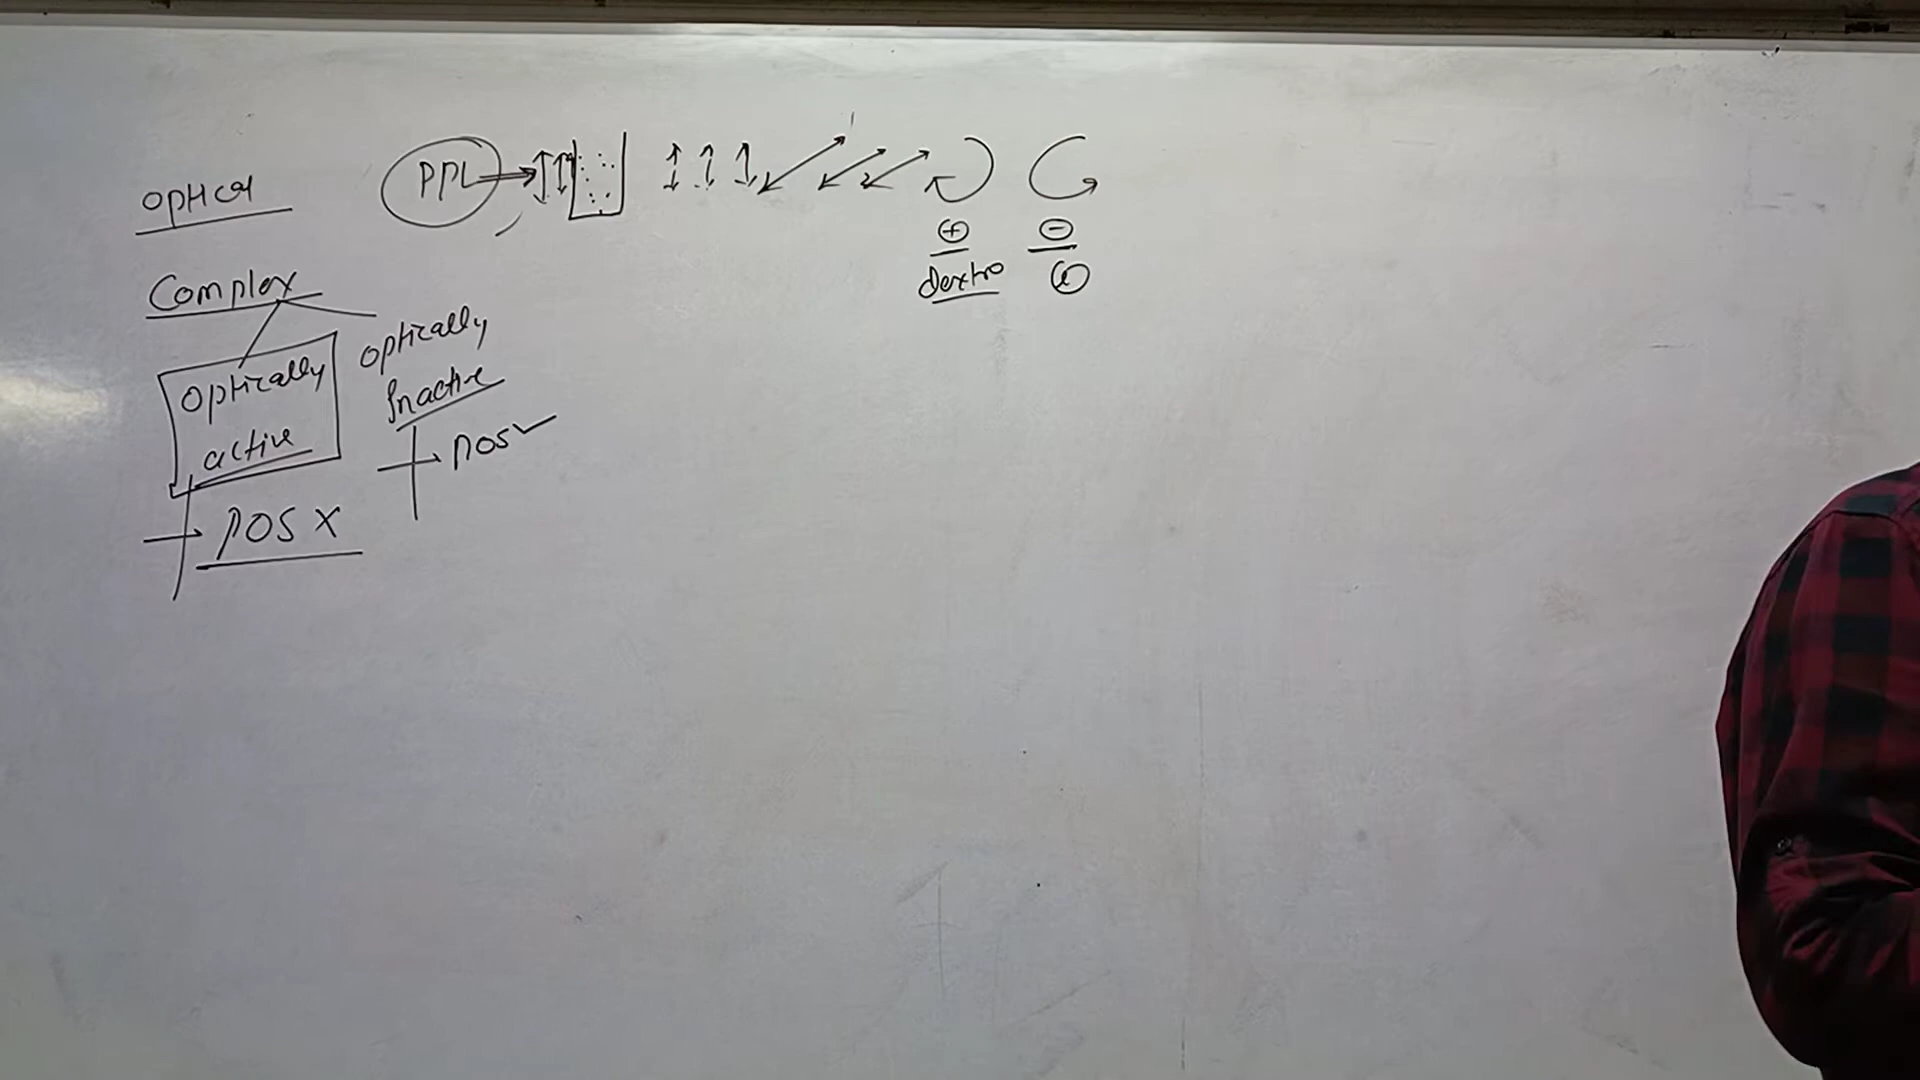 optical
PPL
+ -
dextro l
Complex
optically active
optically Inactive
POS ✓
POS X